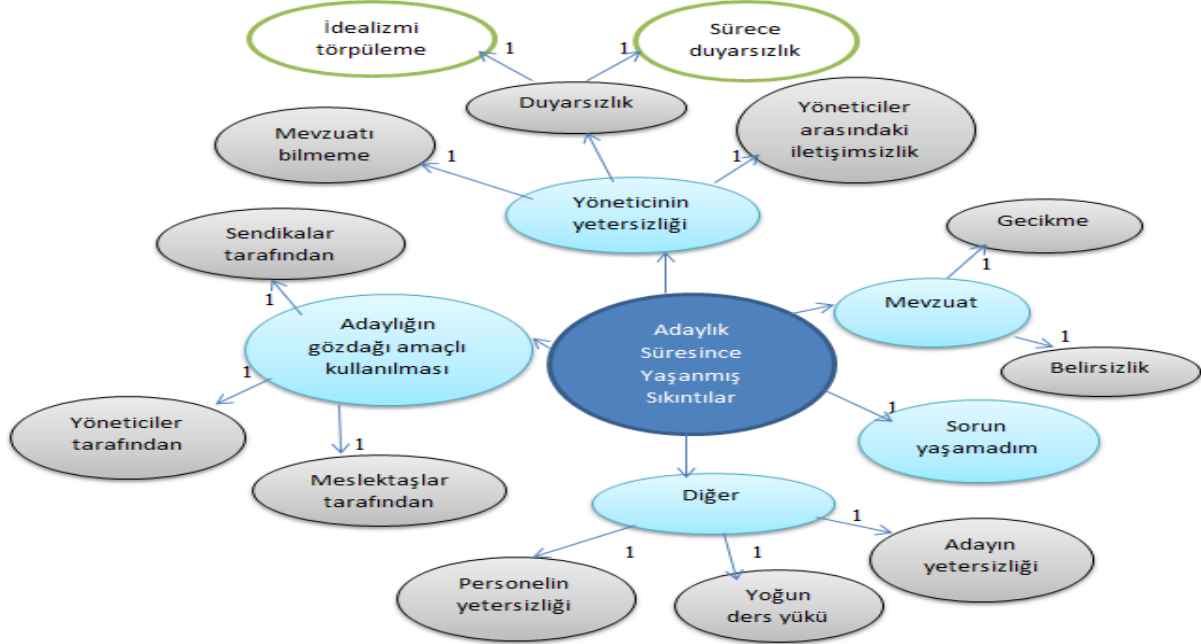 İdealizmi
törpüleme
1
1
Sürece
duyarsızlık
Duyarsızlık
Yöneticiler
arasındaki
iletişimsizlik
Mevzuatı
bilmeme
1
1
Yöneticinin
yetersizliği
Sendikalar
tarafından
1
Gecikme
1
Mevzuat
1
Belirsizlik
Adaylığın
gözdağı amaçlı
kullanılması
Adaylık
Süresince
Yaşanmış
Sıkıntılar
1
Yöneticiler
tarafından
1
Meslektaşlar
tarafından
1
Sorun
yaşamadım
Diğer
1
1
1
Adayın
yetersizliği
Personelin
yetersizliği
Yoğun
ders yükü